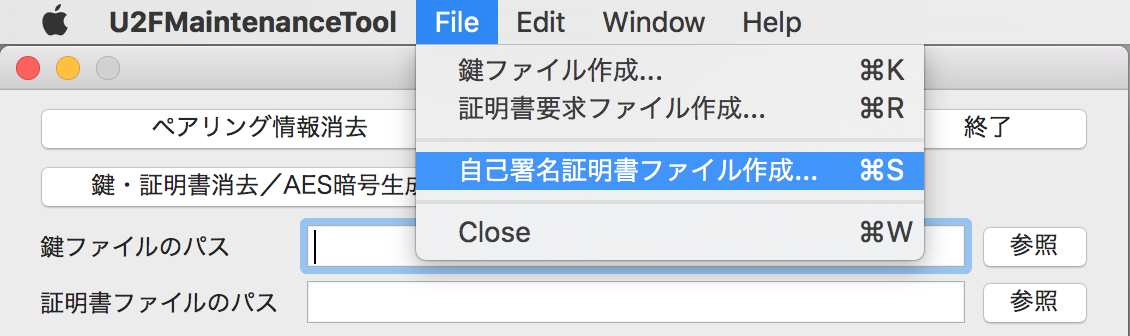 U2FMaintenanceTool File Edit Window Help
鍵ファイル作成... ⌘K
証明書要求ファイル作成... ⌘R
ペアリング情報消去 終了
自己署名証明書ファイル作成... ⌘S
鍵・証明書消去／AES暗号生成
Close ⌘W
鍵ファイルのパス 参照
証明書ファイルのパス 参照